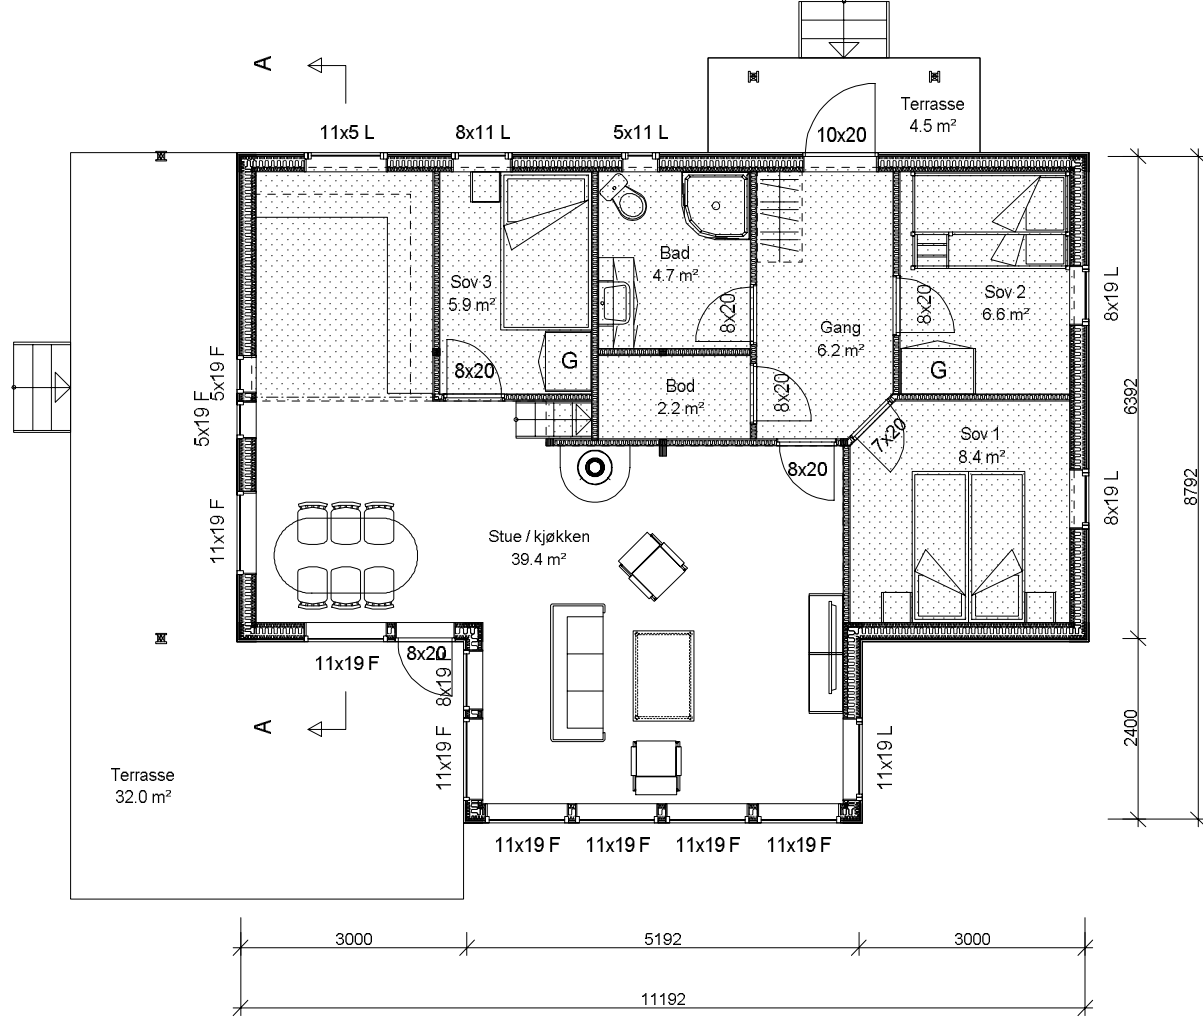 A
11x5 L
8x11 L
5x11 L
10x20
Terrasse
4.5 m²
Sov 3
5.9 m²
Bad
4.7 m²
8x20
Gang
6.2 m²
8x20
Sov 2
6.6 m²
8x19 L
G
8x20
G
5x19 F
5x19 F
Bod
2.2 m²
8x20
7x20
Sov 1
8.4 m²
8x20
8x19 L
6392
8792
11x19 F
Stue / kjøkken
39.4 m²
11x19 F
8x20
8x19 L
A
11x19 F
11x19 L
2400
Terrasse
32.0 m²
11x19 F
11x19 F
11x19 F
11x19 F
3000
5192
3000
11192